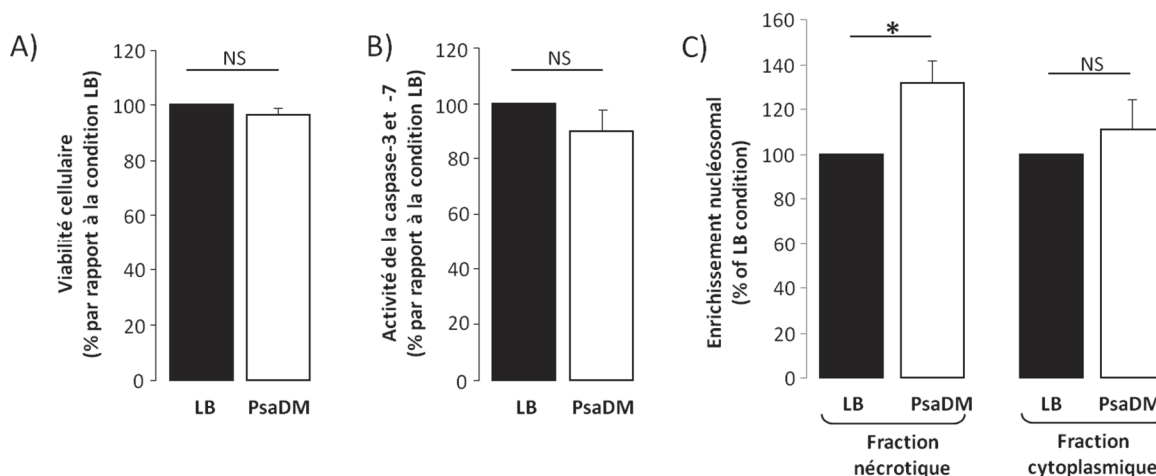 A)
Viabilité cellulaire
(% par rapport à la condition LB)
120
100
80
60
40
20
0
NS
LB PsaDM
B)
Activité de la caspase-3 et -7
(% par rapport à la condition LB)
120
100
80
60
40
20
0
NS
LB PsaDM
C)
Enrichissement nucléosomal
(% of LB condition)
160
140
120
100
80
60
40
20
0
*
NS
LB PsaDM LB PsaDM
Fraction
nécrotique
Fraction
cytoplasmique